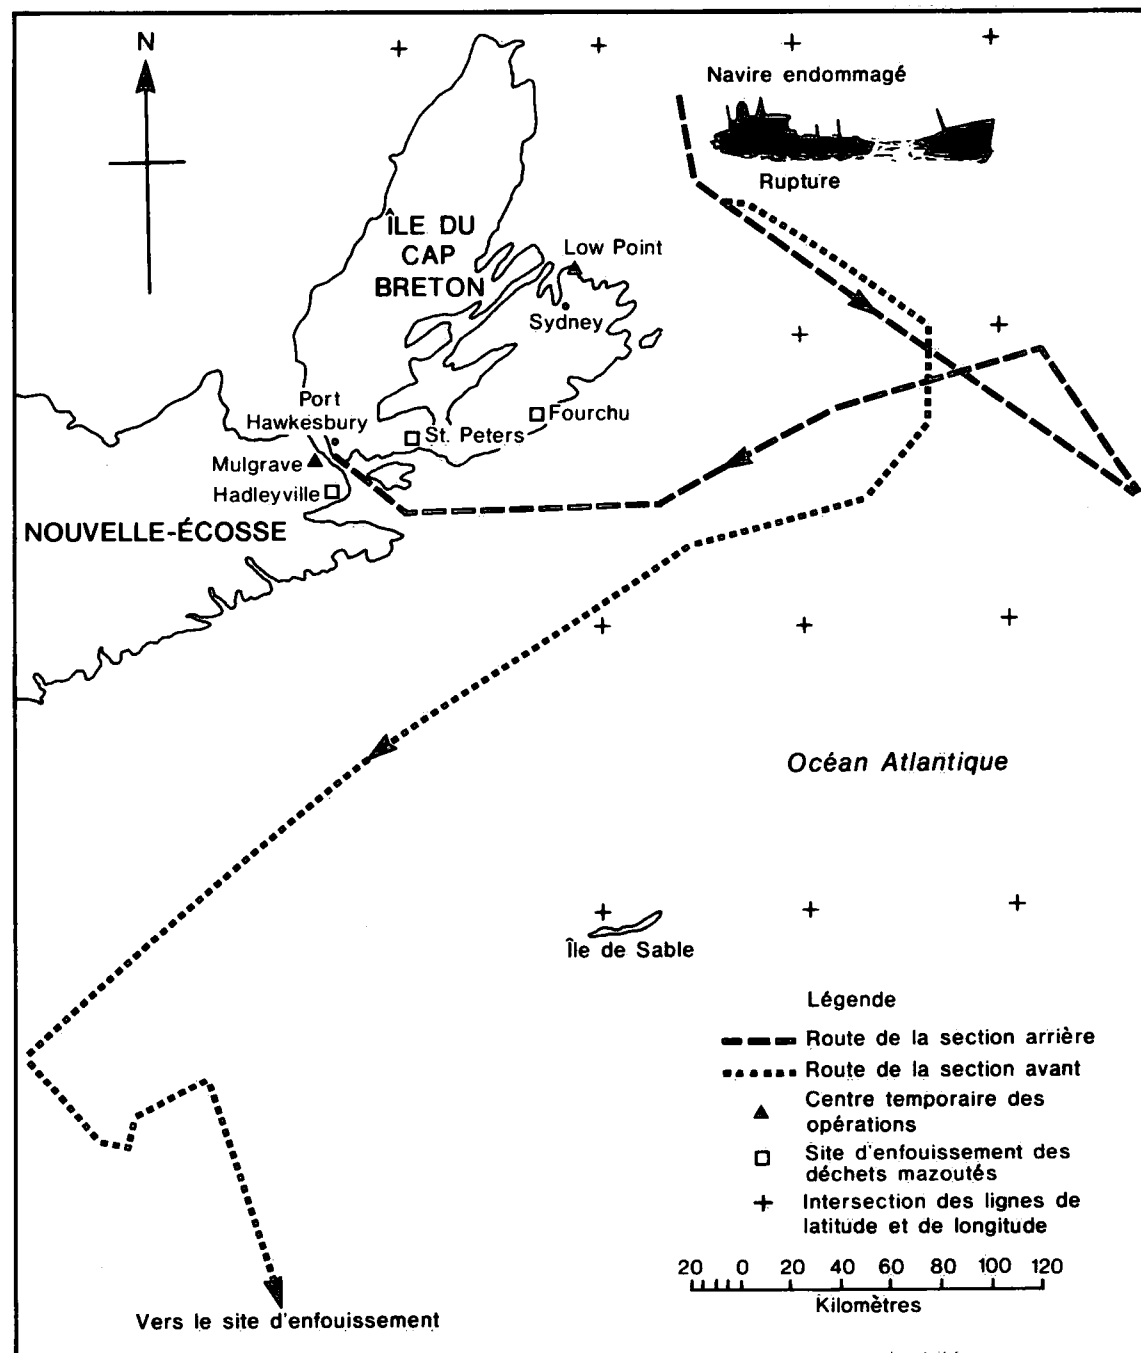 N
Navire endommagé
Rupture
ÎLE DU
CAP
BRETON
Low Point
Sydney
Port
Hawkesbury
Fourchu
St. Peters
Mulgrave
Hadleyville
NOUVELLE-ÉCOSSE
Océan Atlantique
Île de Sable
Légende
Route de la section arrière
Route de la section avant
Centre temporaire des
opérations
Site d'enfouissement des
déchets mazoutés
Intersection des lignes de
latitude et de longitude
20 0 20 40 60 80 100 120
Kilomètres
Vers le site d'enfouissement